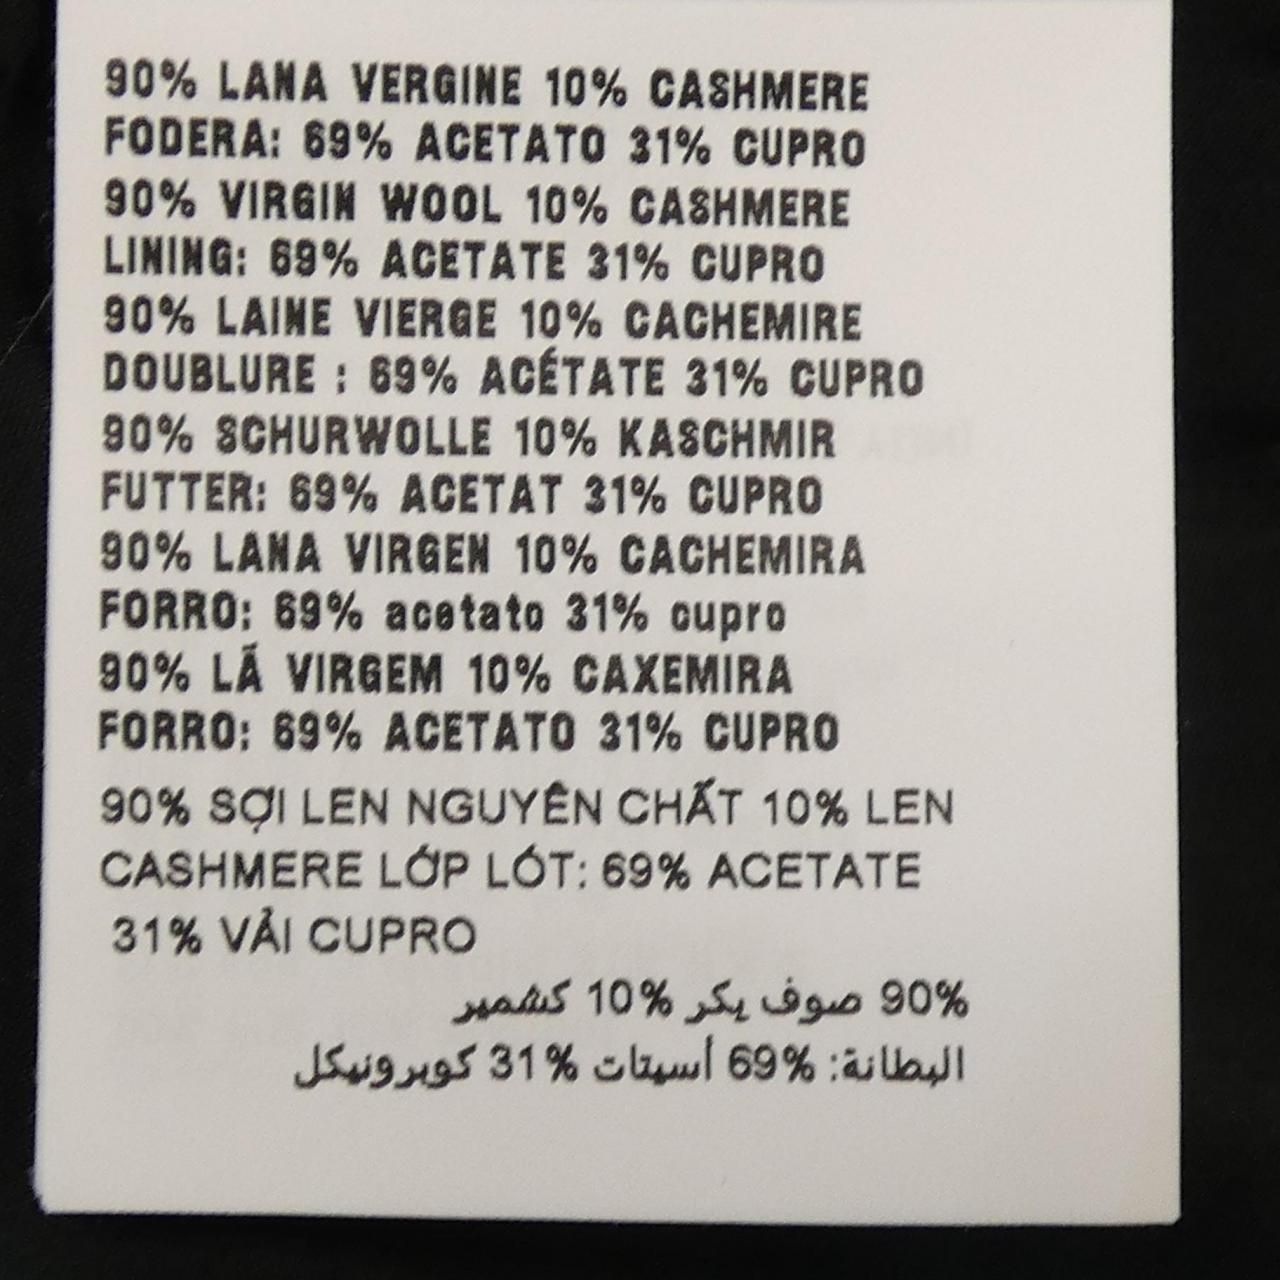 90% LANA VERGINE 10% CASHMERE
FODERA: 69% ACETATO 31% CUPRO
90% VIRGIN WOOL 10% CASHMERE
LINING: 69% ACETATE 31% CUPRO
90% LAINE VIERGE 10% CACHEMIRE
DOUBLURE : 69% ACÉTATE 31% CUPRO
90% SCHURWOLLE 10% KASCHMIR
FUTTER: 69% ACETAT 31% CUPRO
90% LANA VIRGEN 10% CACHEMIRA
FORRO: 69% acetato 31% cupro
90% LÃ VIRGEM 10% CAXEMIRA
FORRO: 69% ACETATO 31% CUPRO
90% SỢI LEN NGUYÊN CHẤT 10% LEN
CASHMERE LỚP LÓT: 69% ACETATE
31% VẢI CUPRO
90% صوف بكر 10% كشمير
البطانة: 69% أسيتات 31% كوبرونيكل